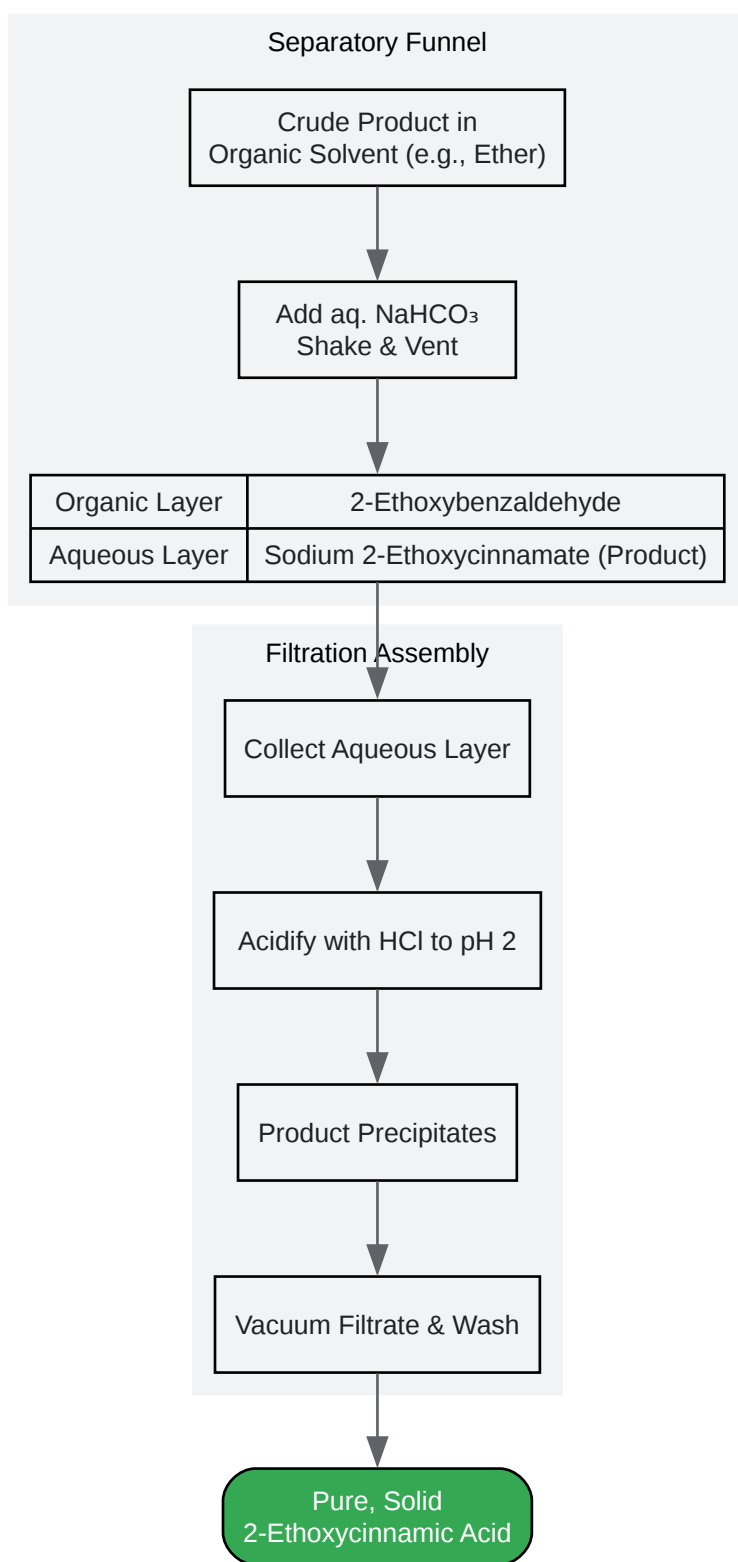 Separatory Funnel
Crude Product in
Organic Solvent (e.g., Ether)
Add aq. NaHCO₃
Shake & Vent
Organic Layer
2-Ethoxybenzaldehyde
Aqueous Layer
Sodium 2-Ethoxycinnamate (Product)
Filtration Assembly
Collect Aqueous Layer
Acidify with HCl to pH 2
Product Precipitates
Vacuum Filtrate & Wash
Pure, Solid
2-Ethoxycinnamic Acid